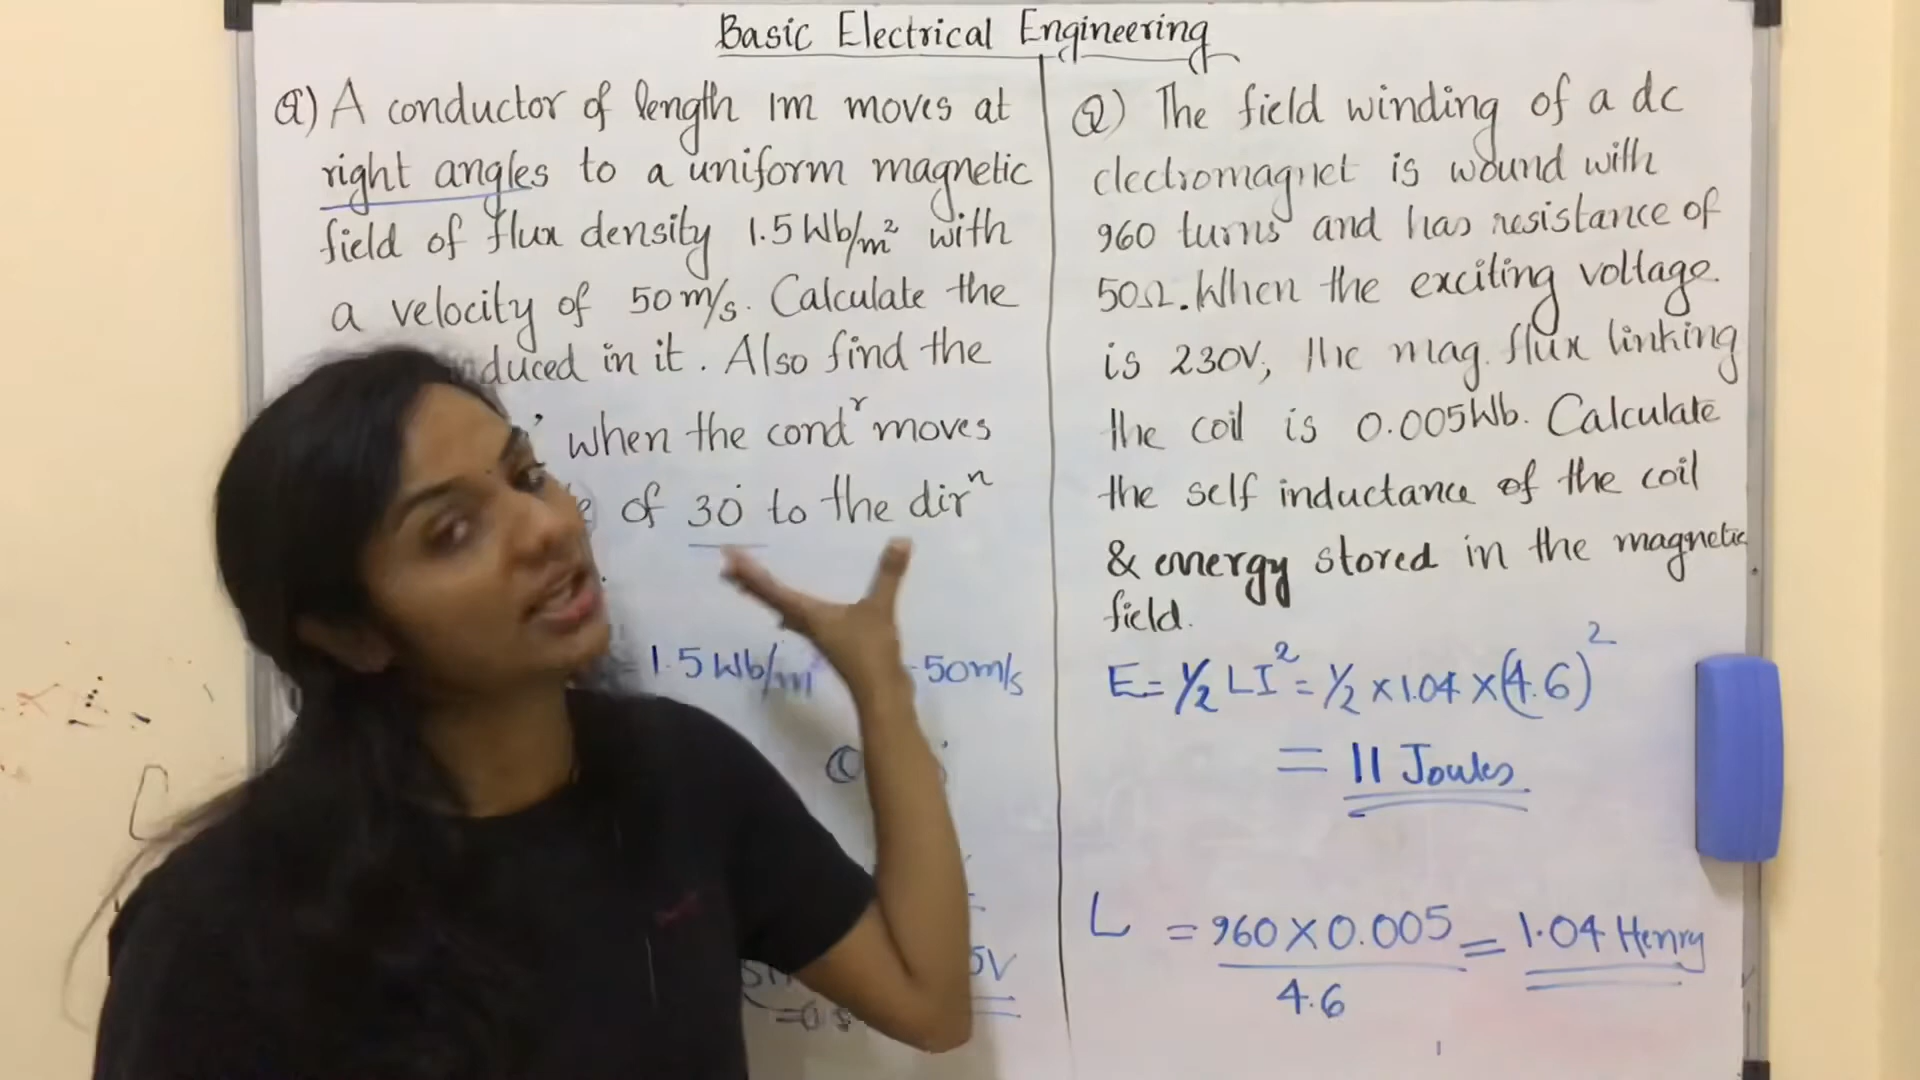 Basic Electrical Engineering
Q) A conductor of length 1m moves at
right angles to a uniform magnetic
field of flux density 1.5 Wb/m² with
a velocity of 50 m/s. Calculate the
duced in it. Also find the
when the condʳ moves
of 30° to the dirⁿ
= 1.5 Wb/m
50m/s
5V
Q) The field winding of a dc
electromagnet is wound with
960 turns and has resistance of
50Ω. When the exciting voltage
is 230V, the mag. flux linking
the coil is 0.005Wb. Calculate
the self inductance of the coil
& energy stored in the magnetic
field.
E = 1/2 LI² = 1/2 × 1.04 × (4.6)²
= 11 Joules
L = 960 × 0.005 = 1.04 Henry
4.6